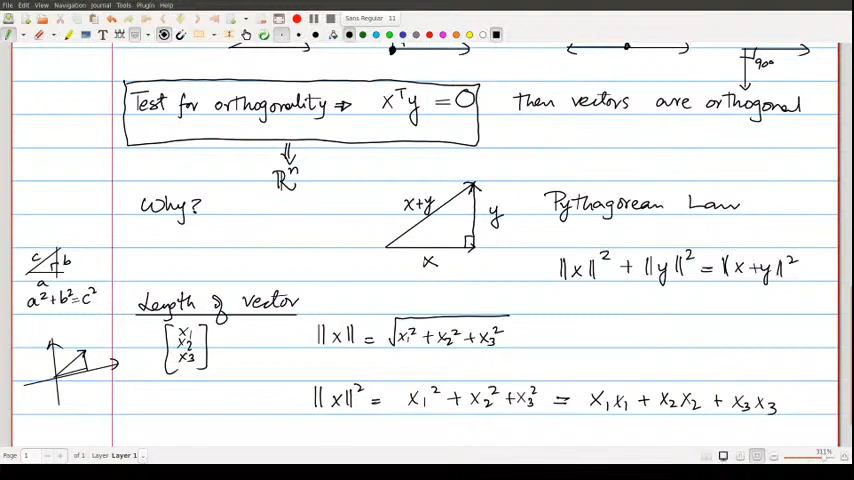 File Edit View Navigation Journal Tools Plugin Help
Sans Regular 11
90°
Test for orthogonality ⇒ xᵀy = 0 then vectors are orthogonal
ℝⁿ
Why?
x+y
y
x
Pythagorean Law
||x||² + ||y||² = ||x+y||²
c
b
a
a²+b²=c²
Length of vector
x₁
x₂
x₃
||x|| = √x₁² + x₂² + x₃²
||x||² = x₁² + x₂² + x₃² = x₁x₁ + x₂x₂ + x₃x₃
Page 1 of 1 Layer Layer 1 311%